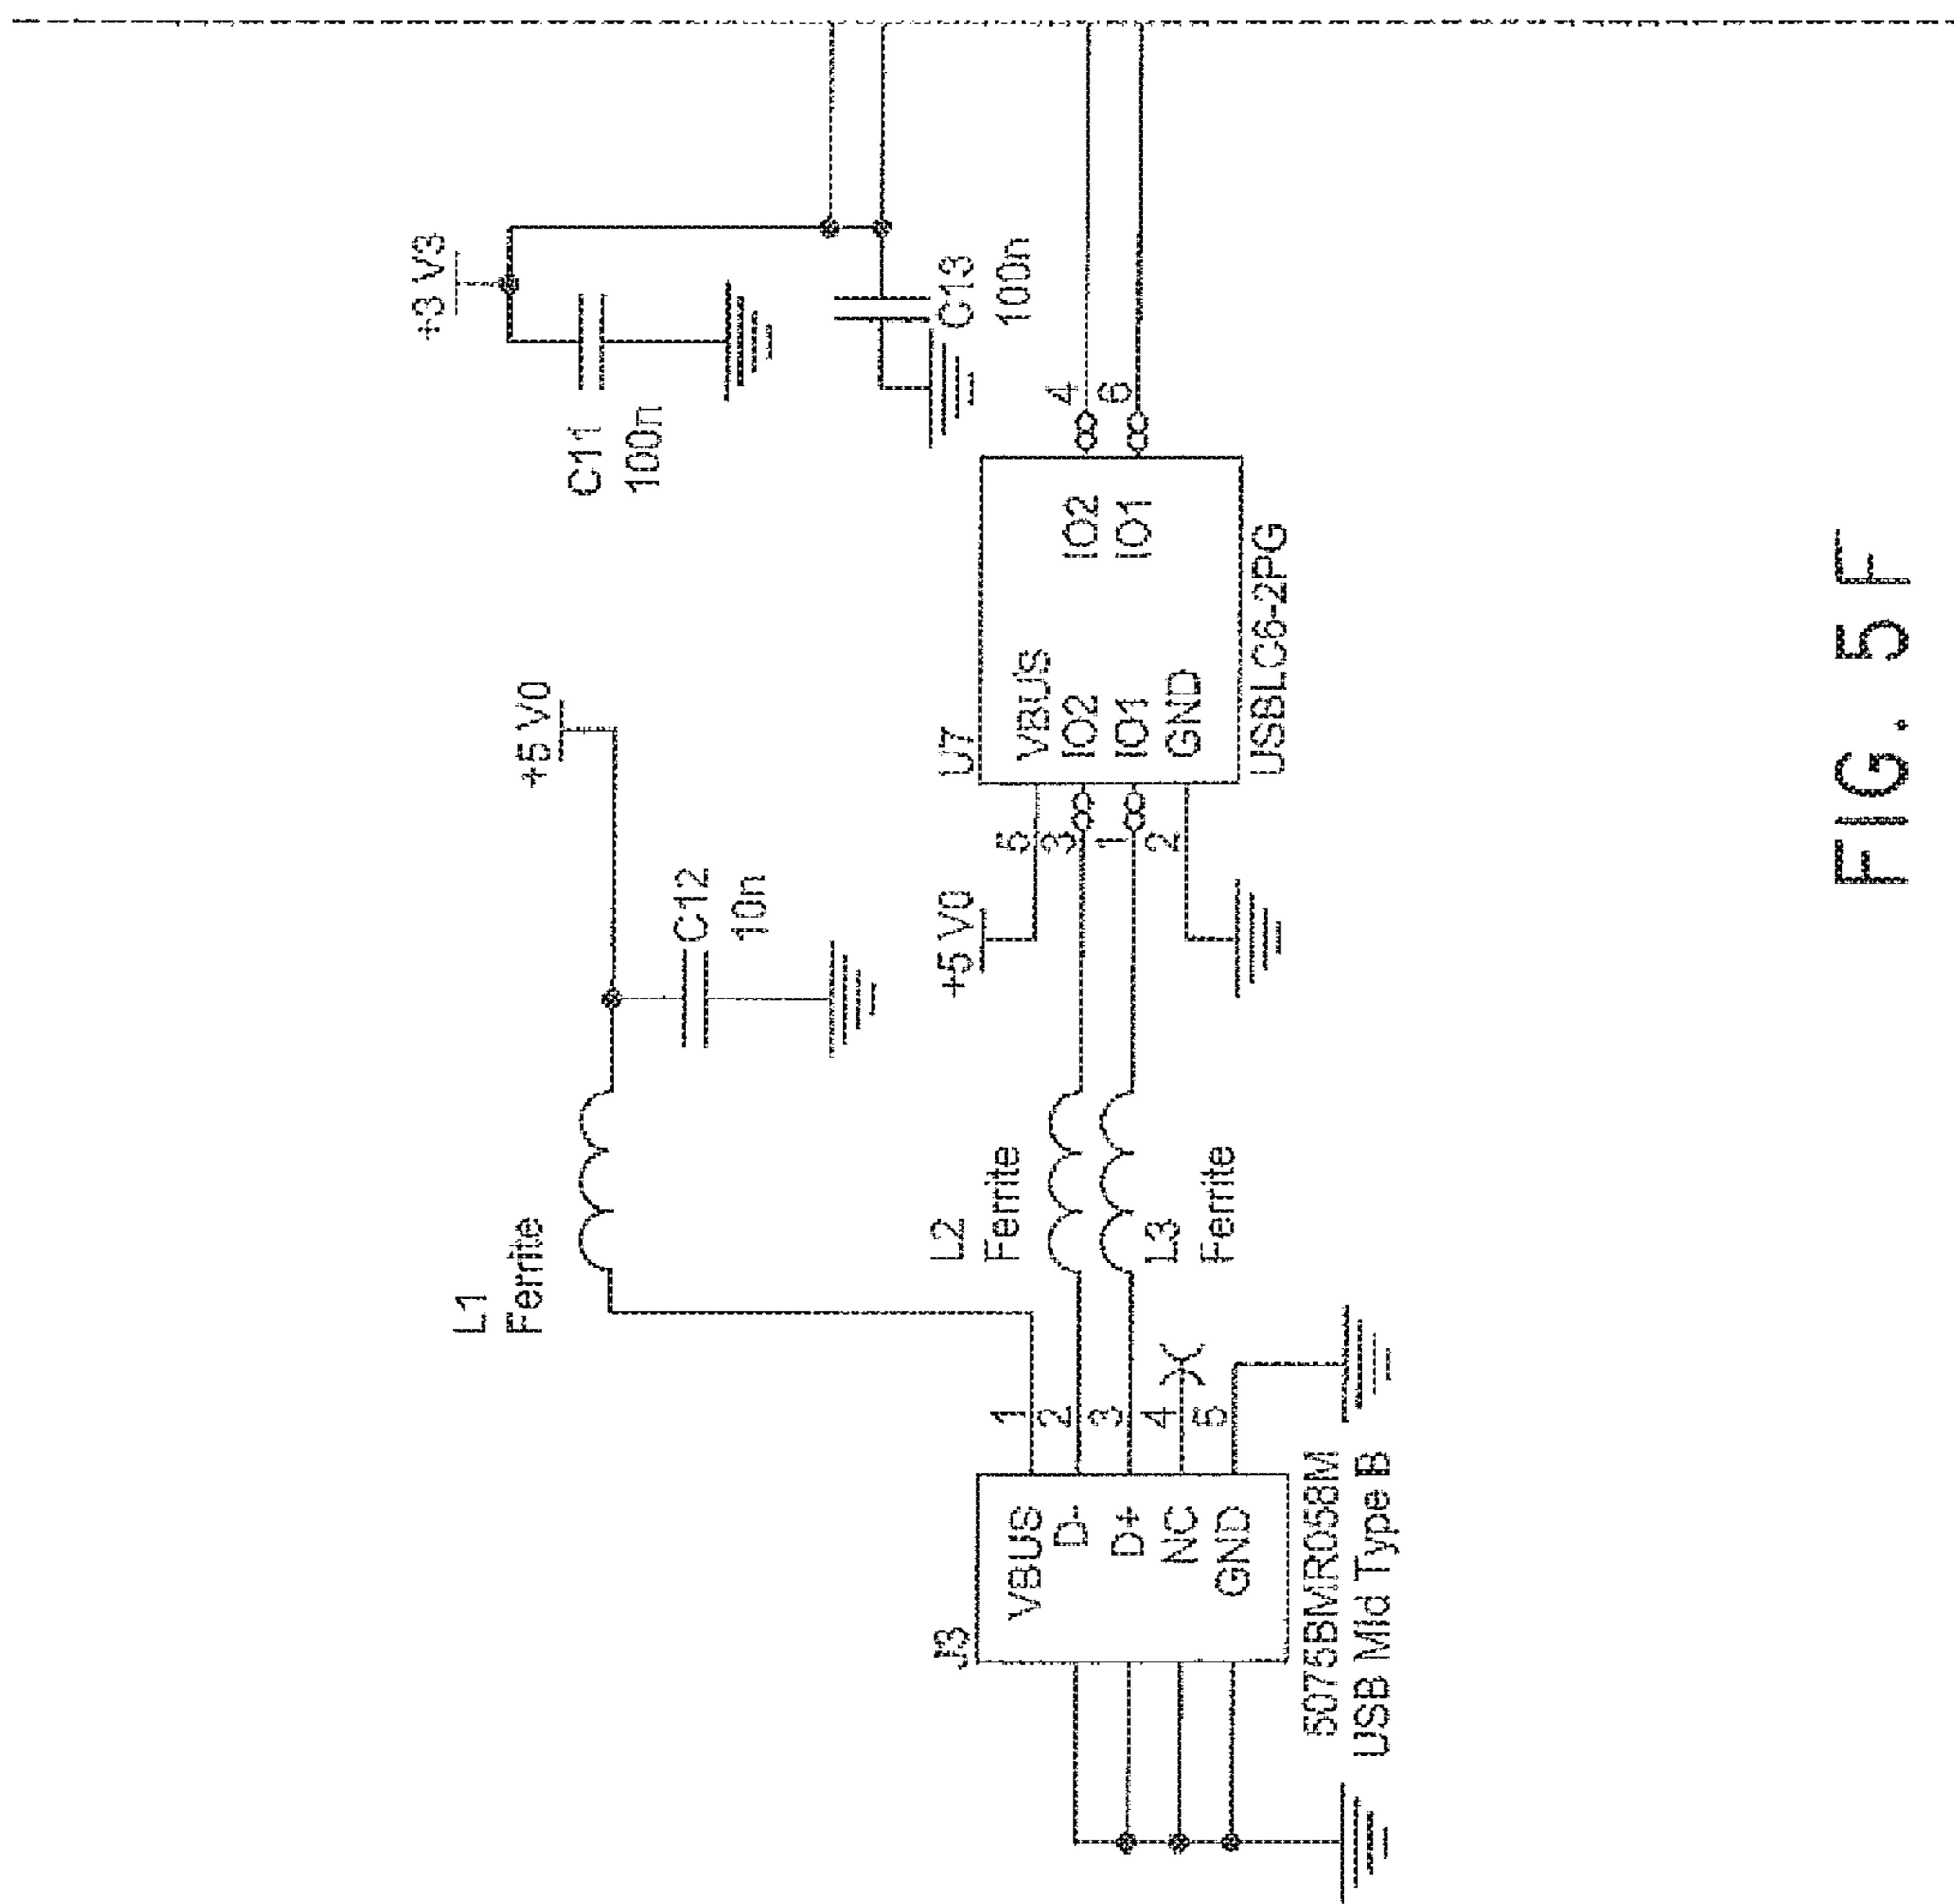 L1
Ferrite
+5 V0
C12
10n
+3 V3
C11
100n
C13
100n
J3
VBUS
D-
D+
NC
GND
1
2
3
4
5
5075BMR058M
USB Mid Type B
L2
Ferrite
L3
Ferrite
+5 V0
U7
5
3
1
2
VBUS
IO2
IO1
GND
IO2
IO1
4
6
USBLC6-2PG
FIG. 5F